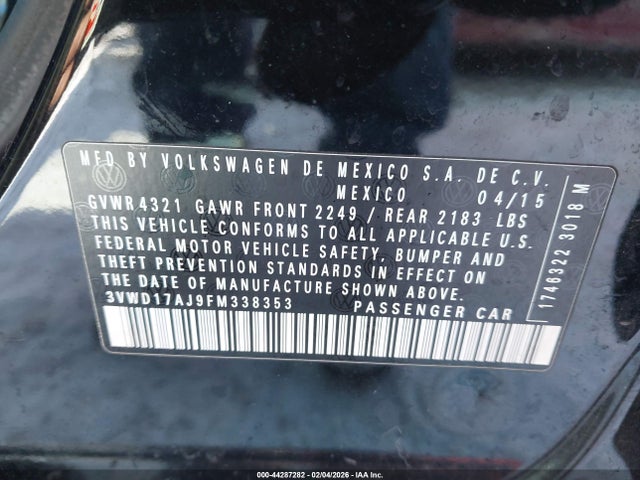 MFD BY VOLKSWAGEN DE MEXICO S.A. DE C.V.
MEXICO 04/15
GVWR 4321 GAWR FRONT 2249 / REAR 2183 LBS
THIS VEHICLE CONFORMS TO ALL APPLICABLE U.S.
FEDERAL MOTOR VEHICLE SAFETY, BUMPER AND
THEFT PREVENTION STANDARDS IN EFFECT ON
THE DATE OF MANUFACTURE SHOWN ABOVE.
3VWD17AJ9FM338353 PASSENGER CAR
1746322 3018 M
000-44287282 - 02/04/2026 - IAA Inc.